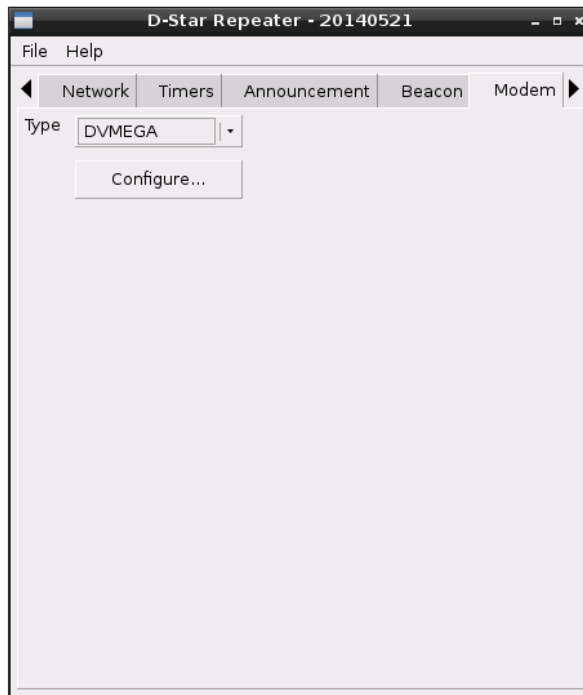 D-Star Repeater - 20140521
File Help
Network Timers Announcement Beacon Modem
Type DVMEGA
Configure...